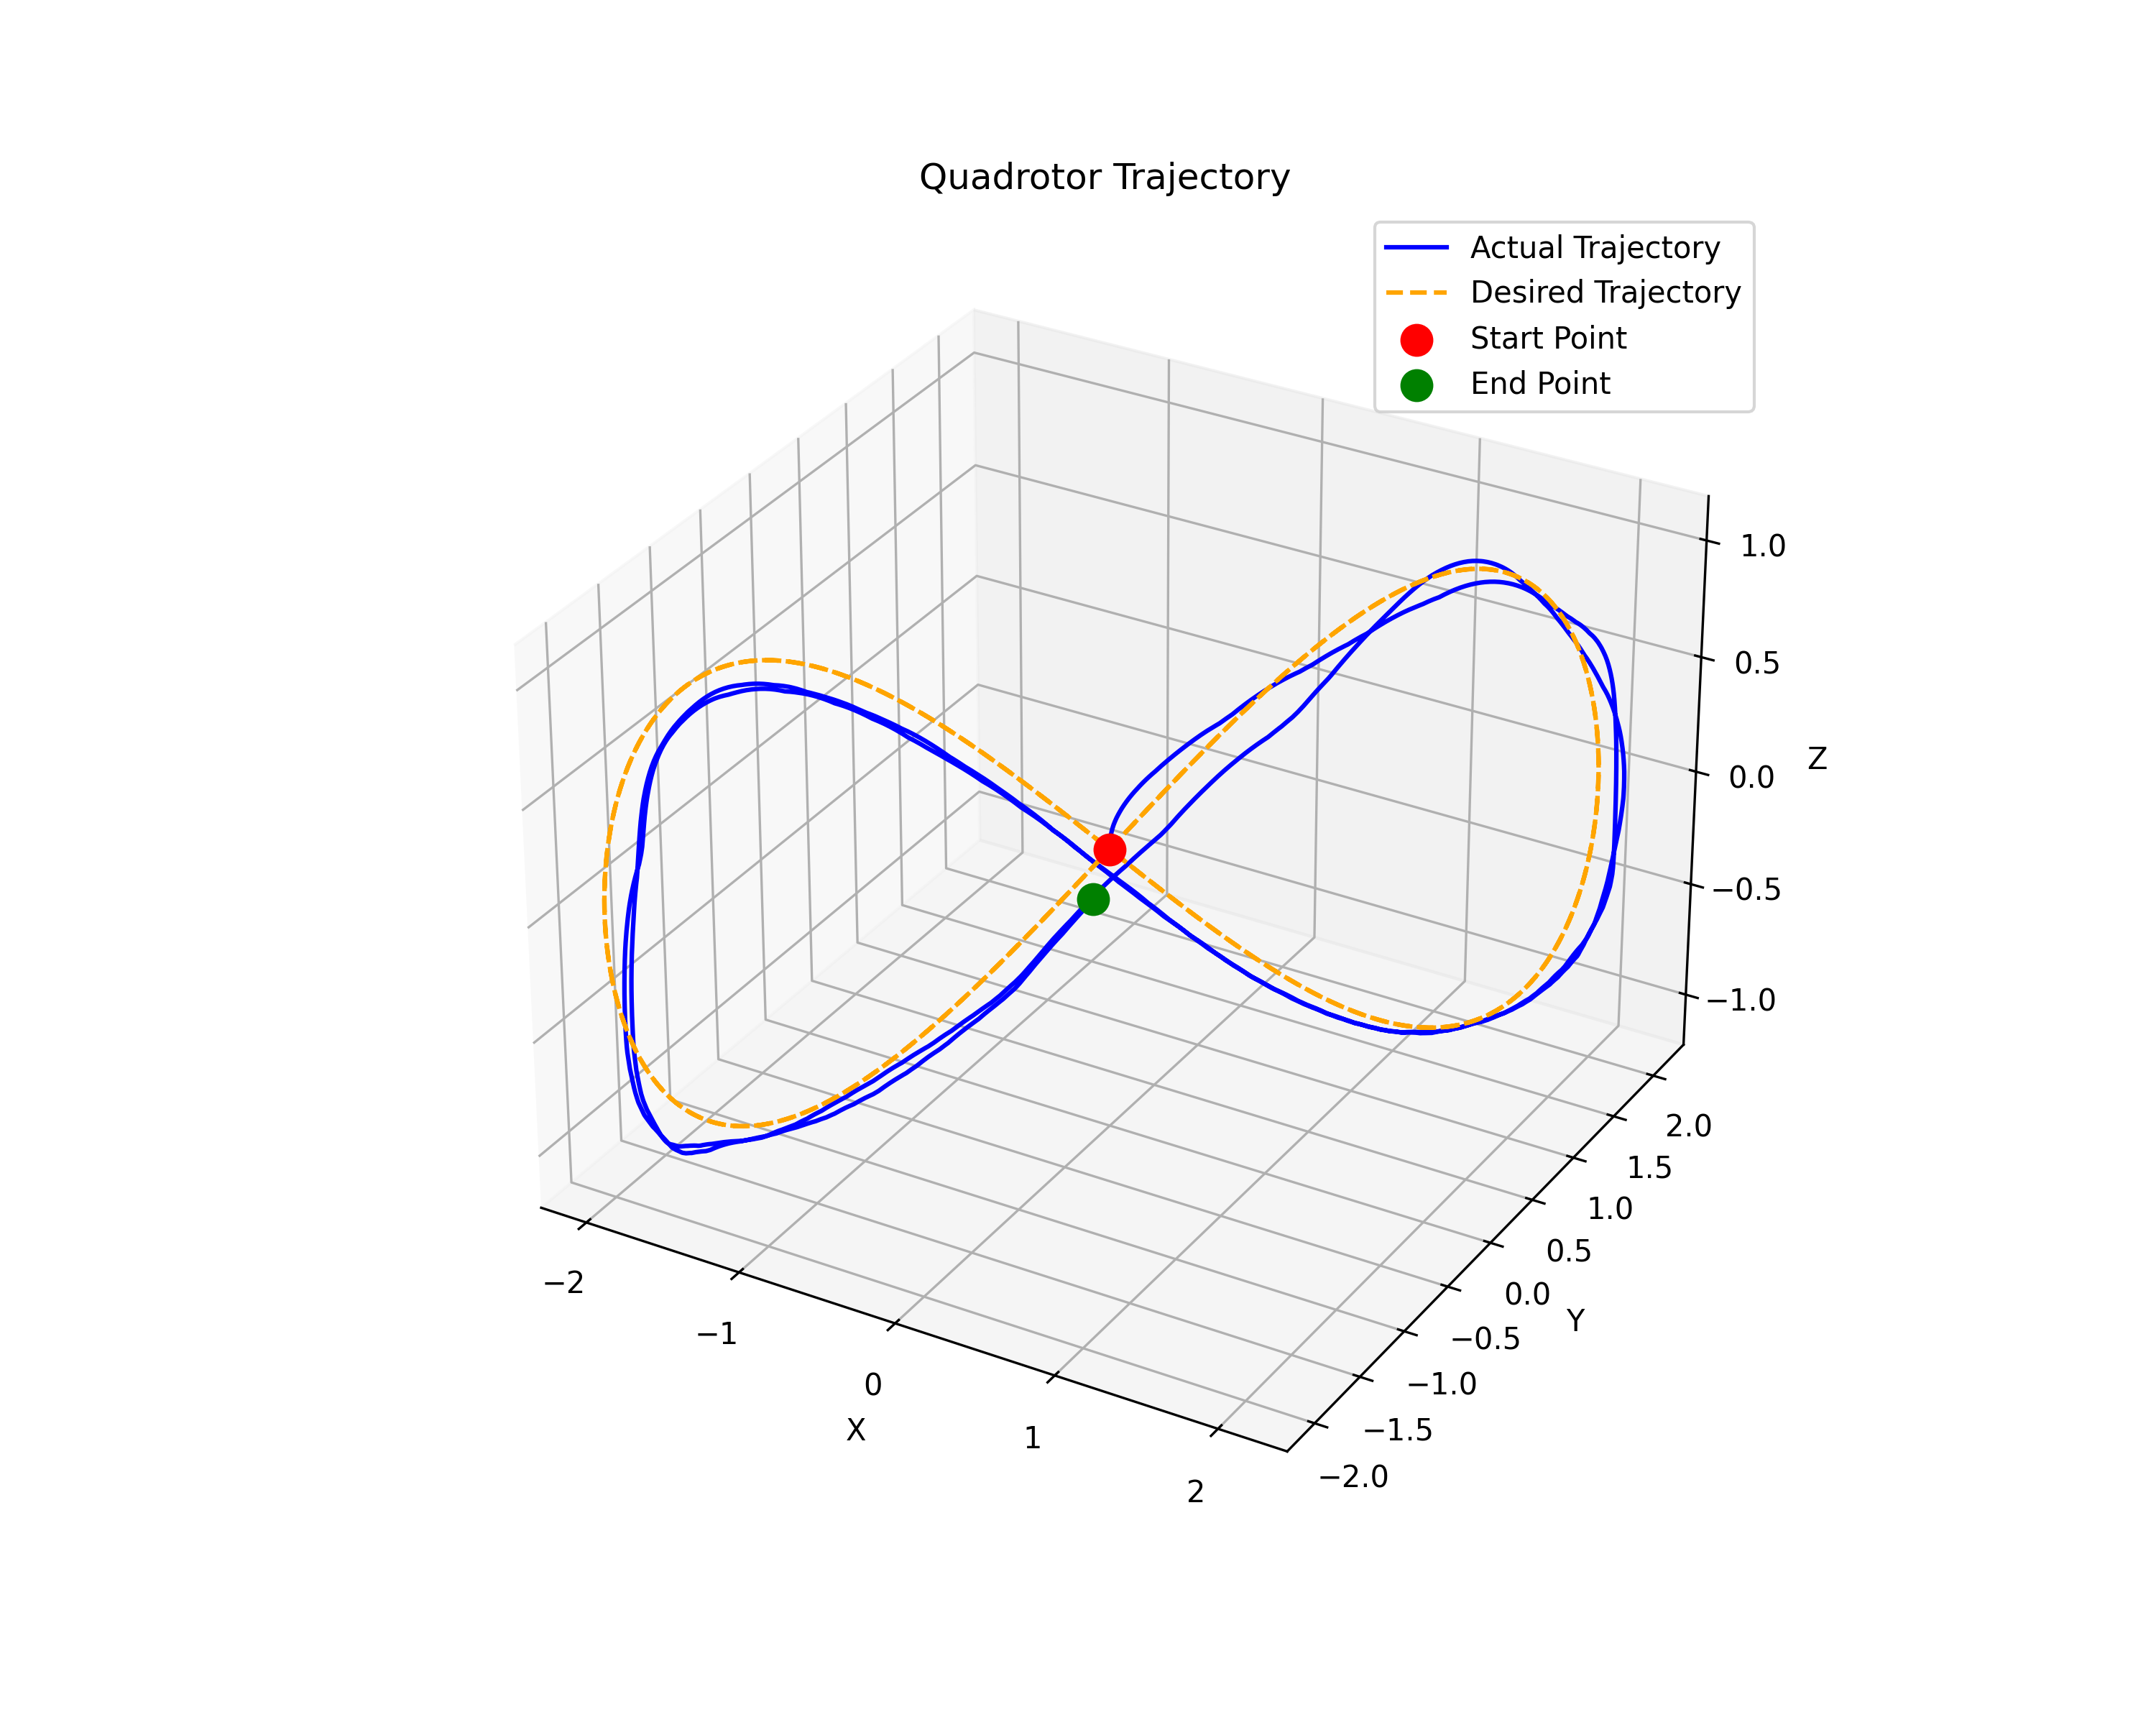 Quadrotor Trajectory
Actual Trajectory
Desired Trajectory
Start Point
End Point
1.0
0.5
0.0
−0.5
−1.0
Z
2.0
1.5
1.0
0.5
0.0
−0.5
−1.0
−1.5
−2.0
Y
−2
−1
0
1
2
X